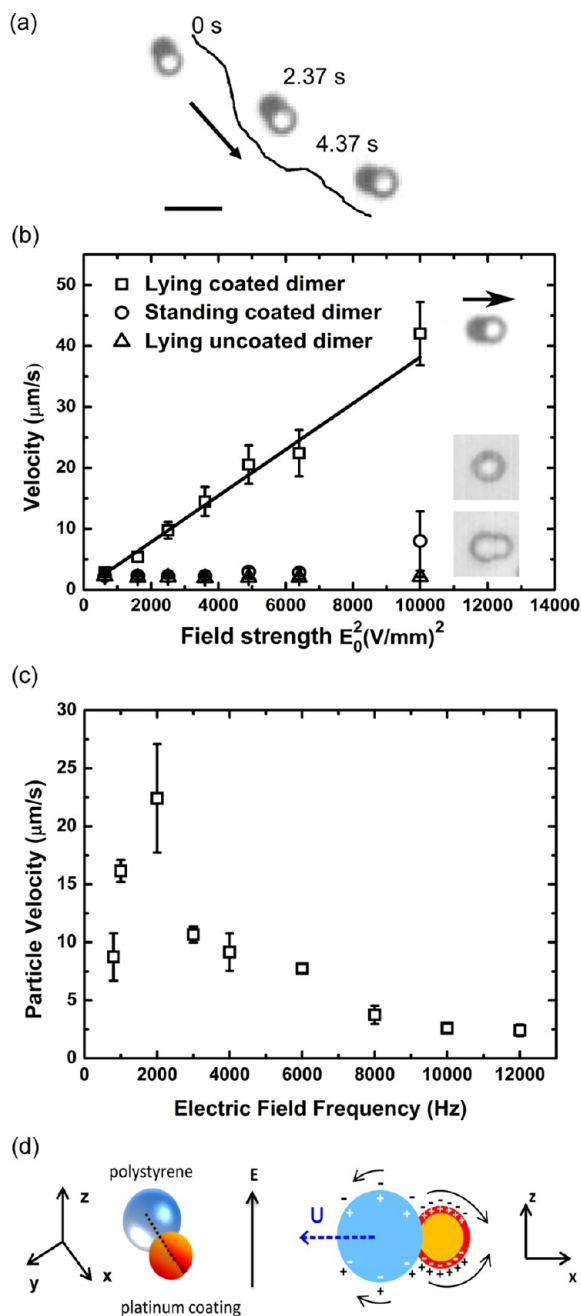 (a)
0 s
2.37 s
4.37 s
(b)
50
40
30
20
10
0
Velocity (μm/s)
Lying coated dimer
Standing coated dimer
Lying uncoated dimer
0 2000 4000 6000 8000 10000 12000 14000
Field strength E₀²(V/mm)²
(c)
30
25
20
15
10
5
0
Particle Velocity (μm/s)
0 2000 4000 6000 8000 10000 12000
Electric Field Frequency (Hz)
(d)
polystyrene
z
y
x
platinum coating
E
U
- - - - - - - -
+ + + +
- - - -
+ + + + + + + +
z
x